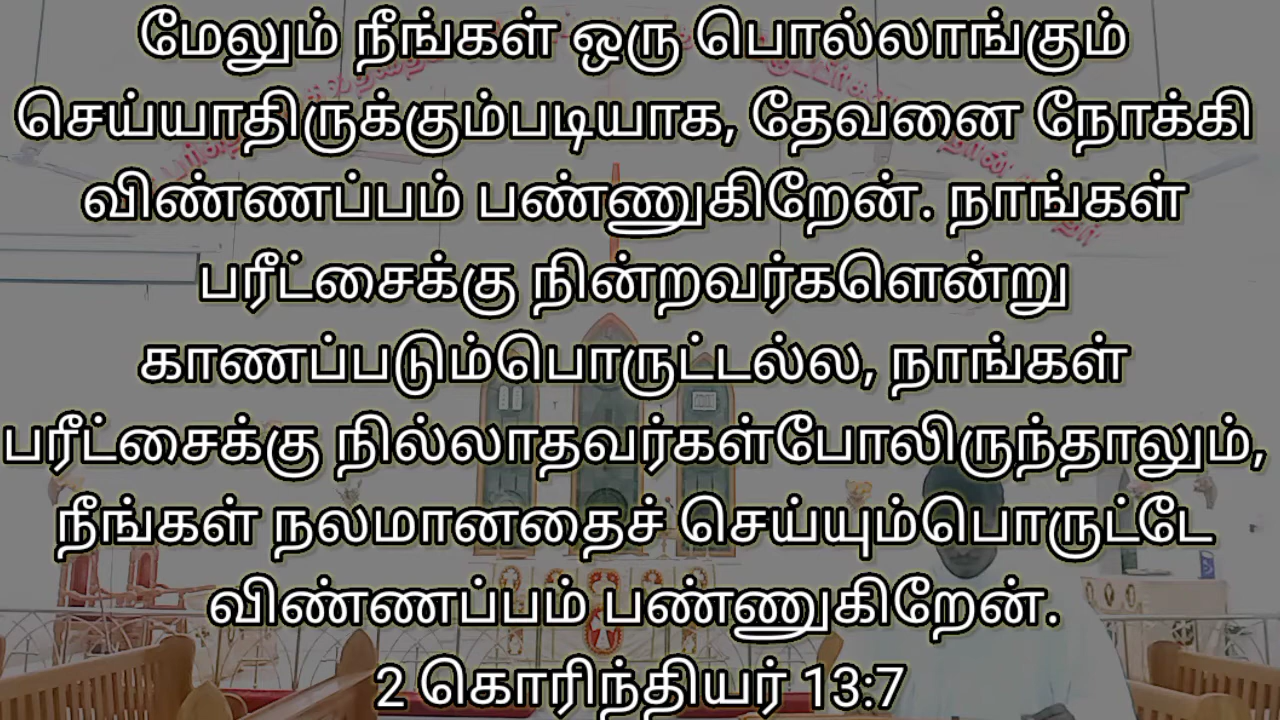 மேலும் நீங்கள் ஒரு பொல்லாங்கும்
செய்யாதிருக்கும்படியாக, தேவனை நோக்கி
விண்ணப்பம் பண்ணுகிறேன். நாங்கள்
பரீட்சைக்கு நின்றவர்களென்று
காணப்படும்பொருட்டல்ல, நாங்கள்
பரீட்சைக்கு நில்லாதவர்கள்போலிருந்தாலும்,
நீங்கள் நலமானதைச் செய்யும்பொருட்டே
விண்ணப்பம் பண்ணுகிறேன்.
2 கொரிந்தியர் 13:7